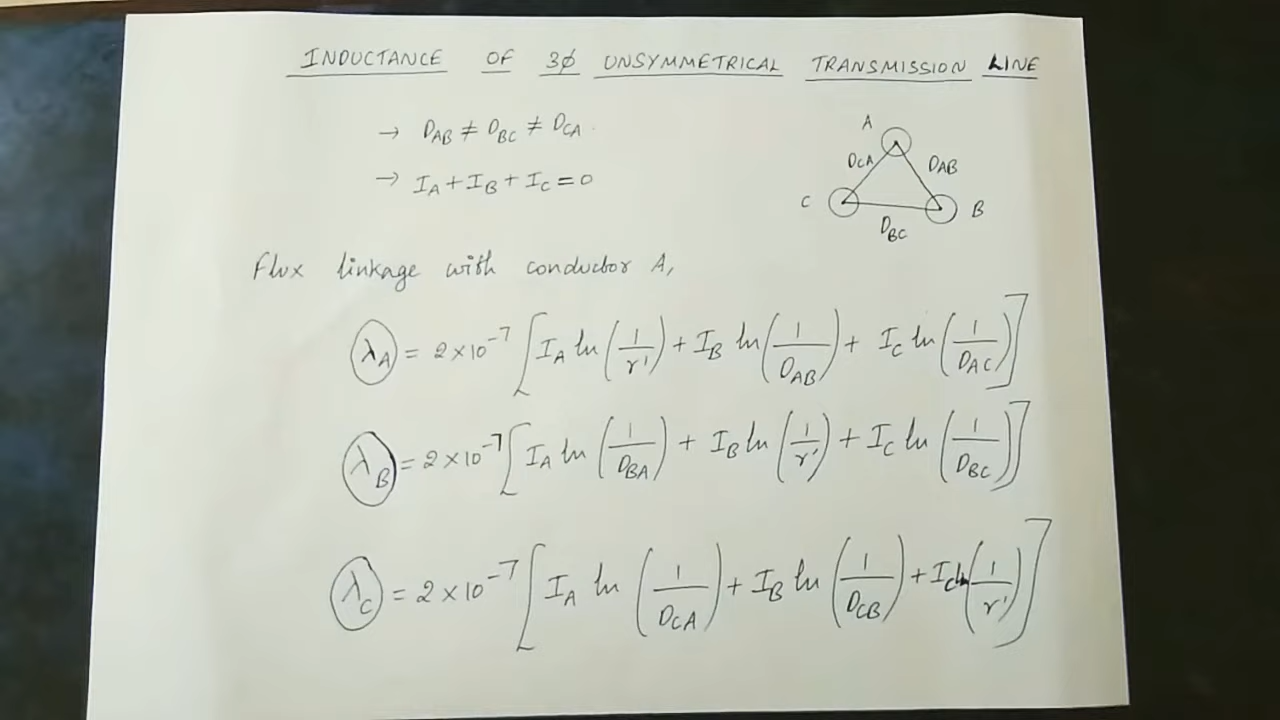 INDUCTANCE OF 3ϕ UNSYMMETRICAL TRANSMISSION LINE
→ D_AB ≠ D_BC ≠ D_CA
→ I_A + I_B + I_C = 0
A
D_CA D_AB
C B
D_BC
Flux linkage with conductor A,
λ_A = 2×10^-7 [I_A ln(1/r') + I_B ln(1/D_AB) + I_C ln(1/D_AC)]
λ_B = 2×10^-7 [I_A ln(1/D_BA) + I_B ln(1/r') + I_C ln(1/D_BC)]
λ_C = 2×10^-7 [I_A ln(1/D_CA) + I_B ln(1/D_CB) + I_C ln(1/r')]